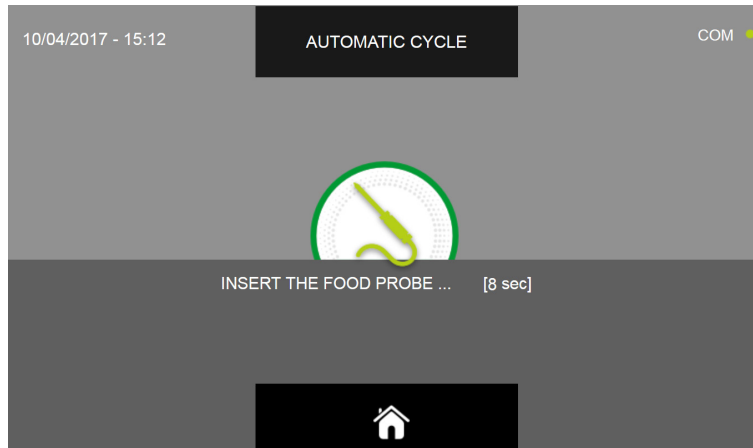 10/04/2017 - 15:12
AUTOMATIC CYCLE
COM
INSERT THE FOOD PROBE ... [8 sec]